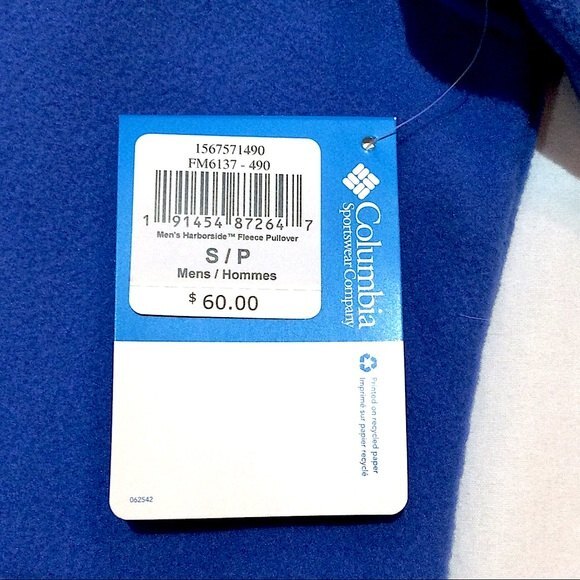 1567571490
FM6137 - 490
1 91454 87264 7
Men's Harborside™ Fleece Pullover
S / P
Mens / Hommes
$ 60.00
Columbia
Sportswear Company
Printed on recycled paper
Imprimé sur papier recyclé
062542